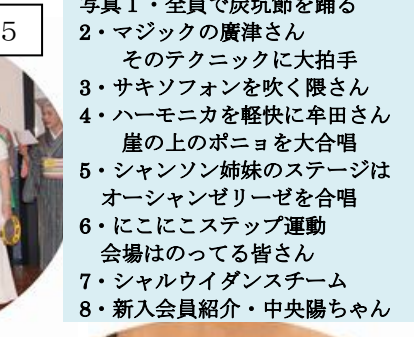 5
写真１・全員で炭坑節を踊る
2・マジックの廣津さん
そのテクニックに大拍手
3・サキソフォンを吹く隈さん
4・ハーモニカを軽快に牟田さん
崖の上のポニョを大合唱
5・シャンソン姉妹のステージは
オーシャンゼリーゼを合唱
6・にこにこステップ運動
会場はのってる皆さん
7・シャルウイダンスチーム
8・新入会員紹介・中央陽ちゃん